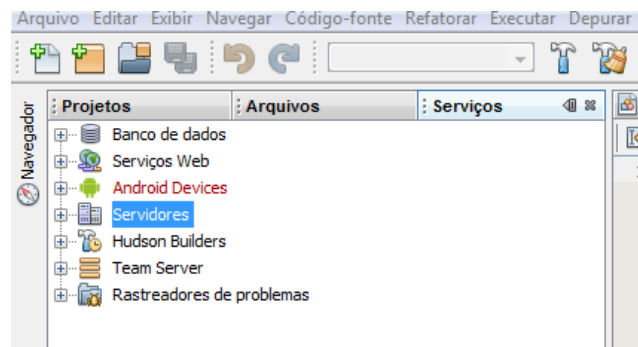 Arquivo Editar Exibir Navegar Código-fonte Refatorar Executar Depurar
Navegador
Projetos Arquivos Serviços
Banco de dados
Serviços Web
Android Devices
Servidores
Hudson Builders
Team Server
Rastreadores de problemas